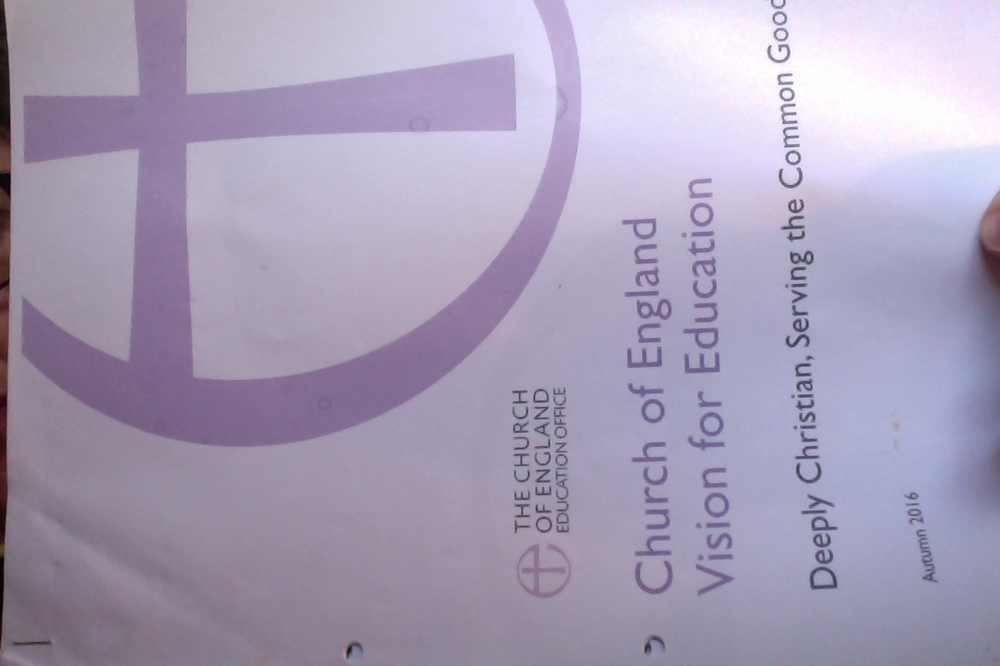 THE CHURCH
OF ENGLAND
EDUCATION OFFICE
Church of England
Vision for Education
Deeply Christian, Serving the Common Good
Autumn 2016